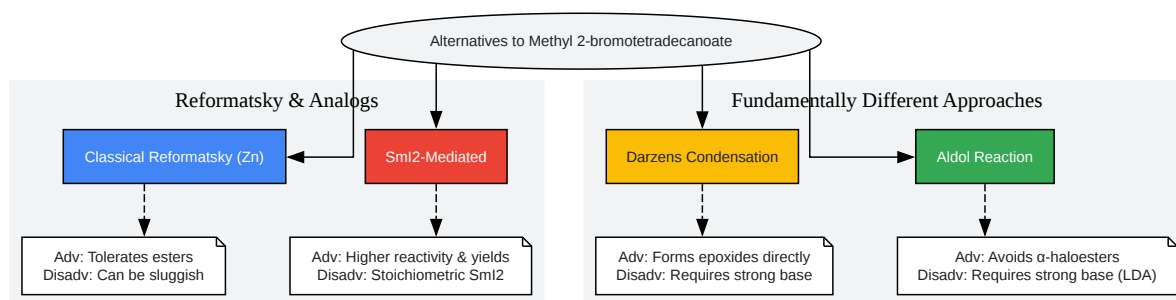 Alternatives to Methyl 2-bromotetradecanoate
Reformatsky & Analogs
Fundamentally Different Approaches
Classical Reformatsky (Zn)
SmI2-Mediated
Darzens Condensation
Aldol Reaction
Adv: Tolerates esters
Disadv: Can be sluggish
Adv: Higher reactivity & yields
Disadv: Stoichiometric SmI2
Adv: Forms epoxides directly
Disadv: Requires strong base
Adv: Avoids α-haloesters
Disadv: Requires strong base (LDA)